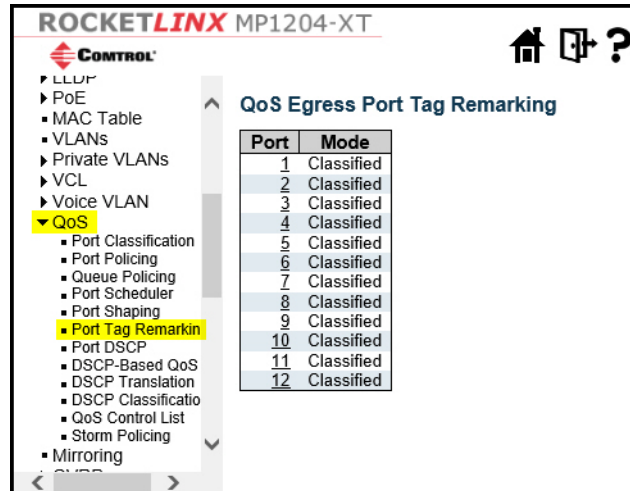 ROCKETLINX MP1204-XT
COMTROL
LLDP
PoE
MAC Table
VLANs
Private VLANs
VCL
Voice VLAN
QoS
Port Classification
Port Policing
Queue Policing
Port Scheduler
Port Shaping
Port Tag Remarkin
Port DSCP
DSCP-Based QoS
DSCP Translation
DSCP Classificatio
QoS Control List
Storm Policing
Mirroring
QoS Egress Port Tag Remarking
Port Mode
1 Classified
2 Classified
3 Classified
4 Classified
5 Classified
6 Classified
7 Classified
8 Classified
9 Classified
10 Classified
11 Classified
12 Classified